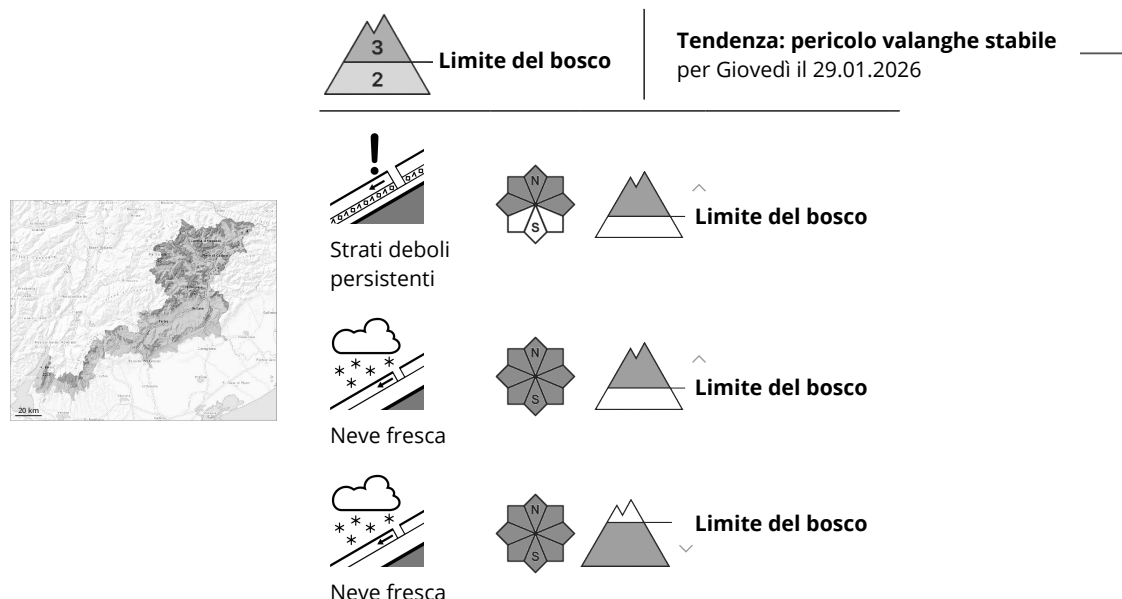 3
Limite del bosco
2
Tendenza: pericolo valanghe stabile
per Giovedì il 29.01.2026
N
S
Limite del bosco
Strati deboli
persistenti
N
S
Limite del bosco
Neve fresca
20 km
N
S
Limite del bosco
Neve fresca